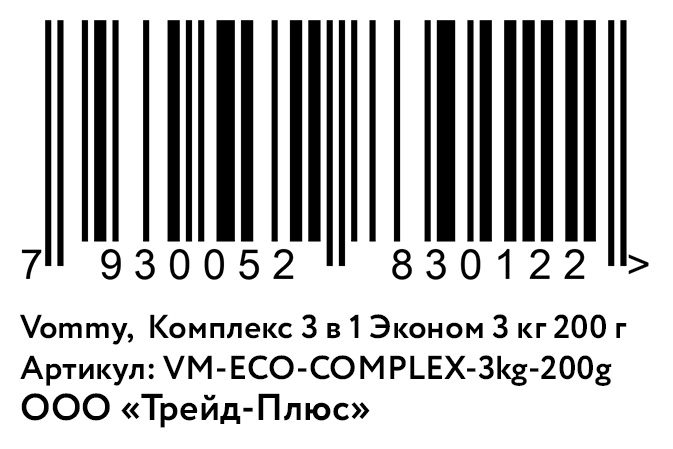 7 930052 830122 >
Vommy, Комплекс 3 в 1 Эконом 3 кг 200 г
Артикул: VM-ECO-COMPLEX-3kg-200g
ООО «Трейд-Плюс»